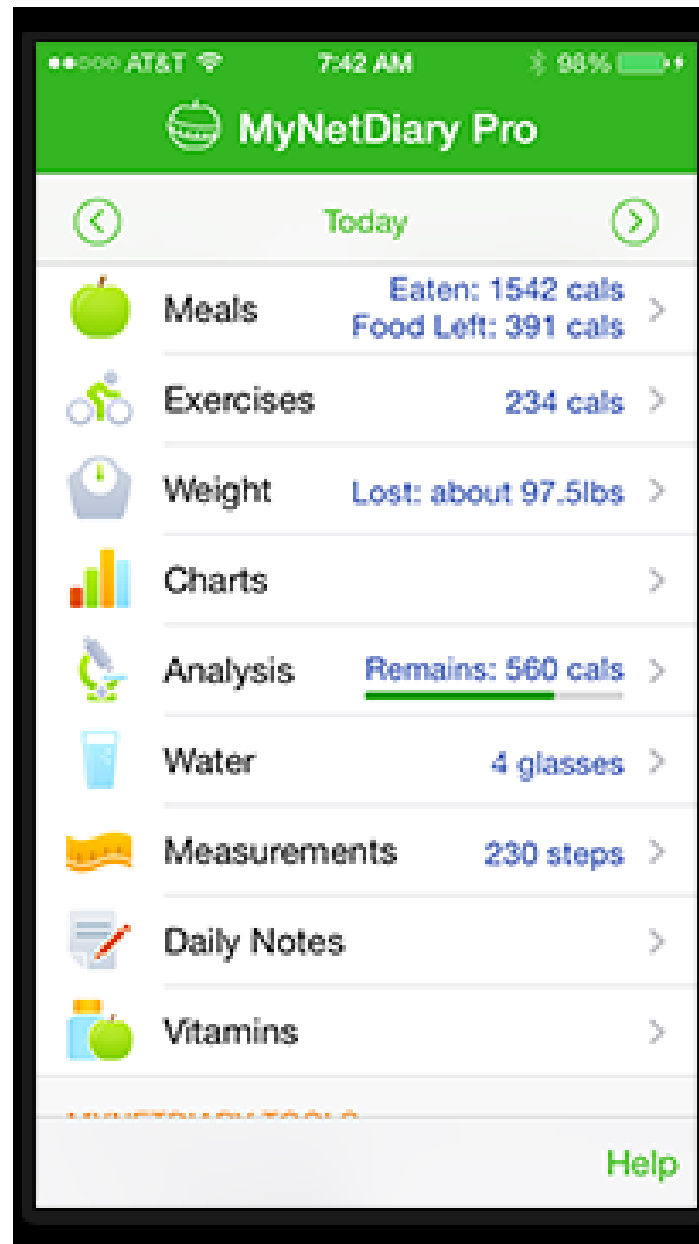 AT&T 7:42 AM 98%
MyNetDiary Pro
Today
Meals Eaten: 1542 cals
Food Left: 391 cals
Exercises 234 cals
Weight Lost: about 97.5lbs
Charts
Analysis Remains: 560 cals
Water 4 glasses
Measurements 230 steps
Daily Notes
Vitamins
MYNETDIARY TOOLS
Help